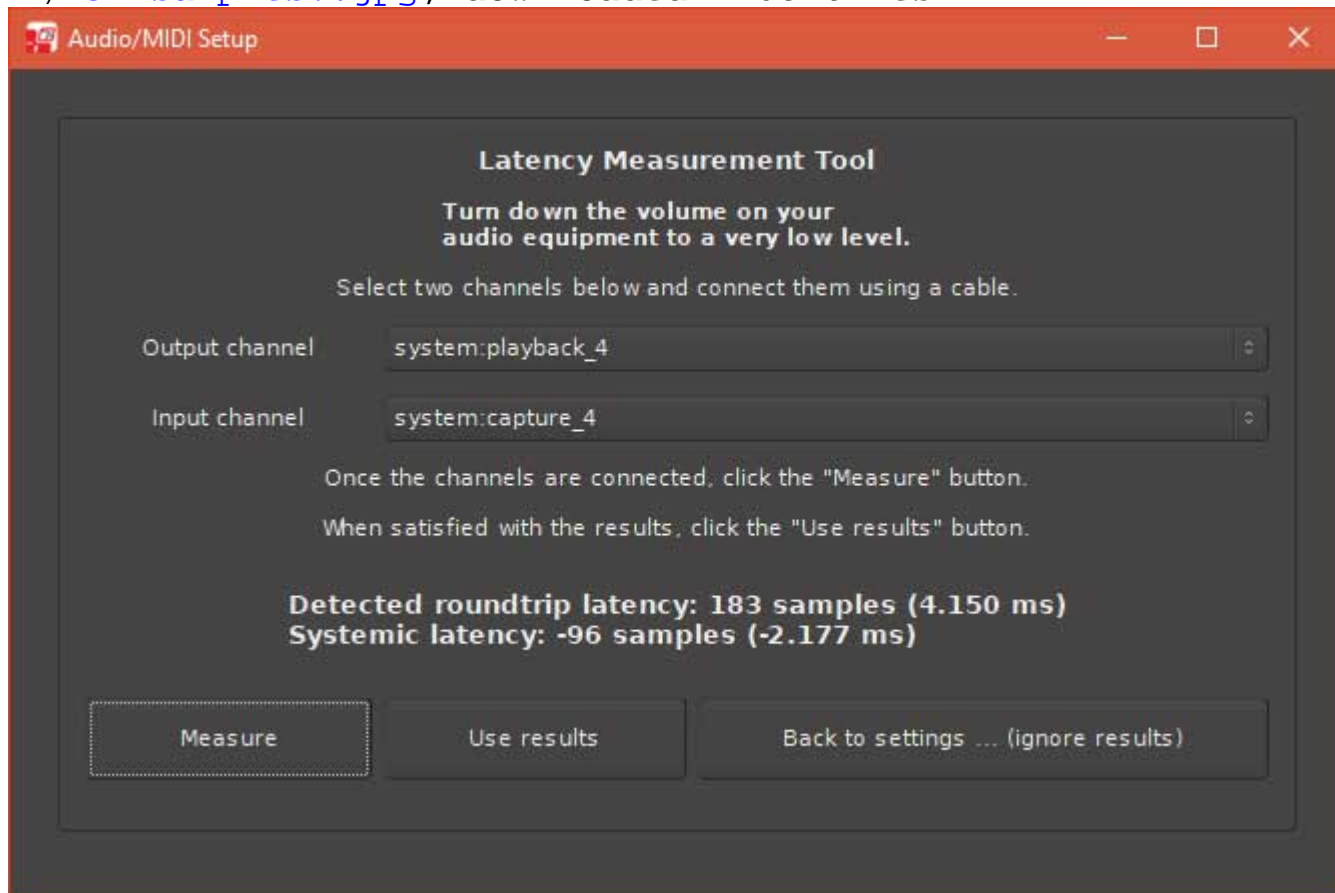 Audio/MIDI Setup
Latency Measurement Tool
Turn down the volume on your
audio equipment to a very low level.
Select two channels below and connect them using a cable.
Output channel system:playback_4
Input channel system:capture_4
Once the channels are connected, click the "Measure" button.
When satisfied with the results, click the "Use results" button.
Detected roundtrip latency: 183 samples (4.150 ms)
Systemic latency: -96 samples (-2.177 ms)
Measure Use results Back to settings ... (ignore results)